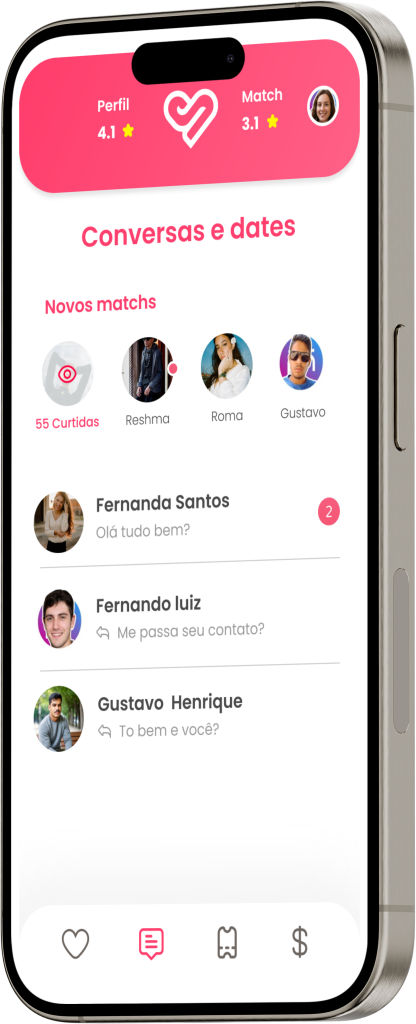 Perfil
4.1
Match
3.1
Conversas e dates
Novos matchs
55 Curtidas
Reshma
Roma
Gustavo
Fernanda Santos
Olá tudo bem?
2
Fernando luiz
Me passa seu contato?
Gustavo Henrique
To bem e você?
$